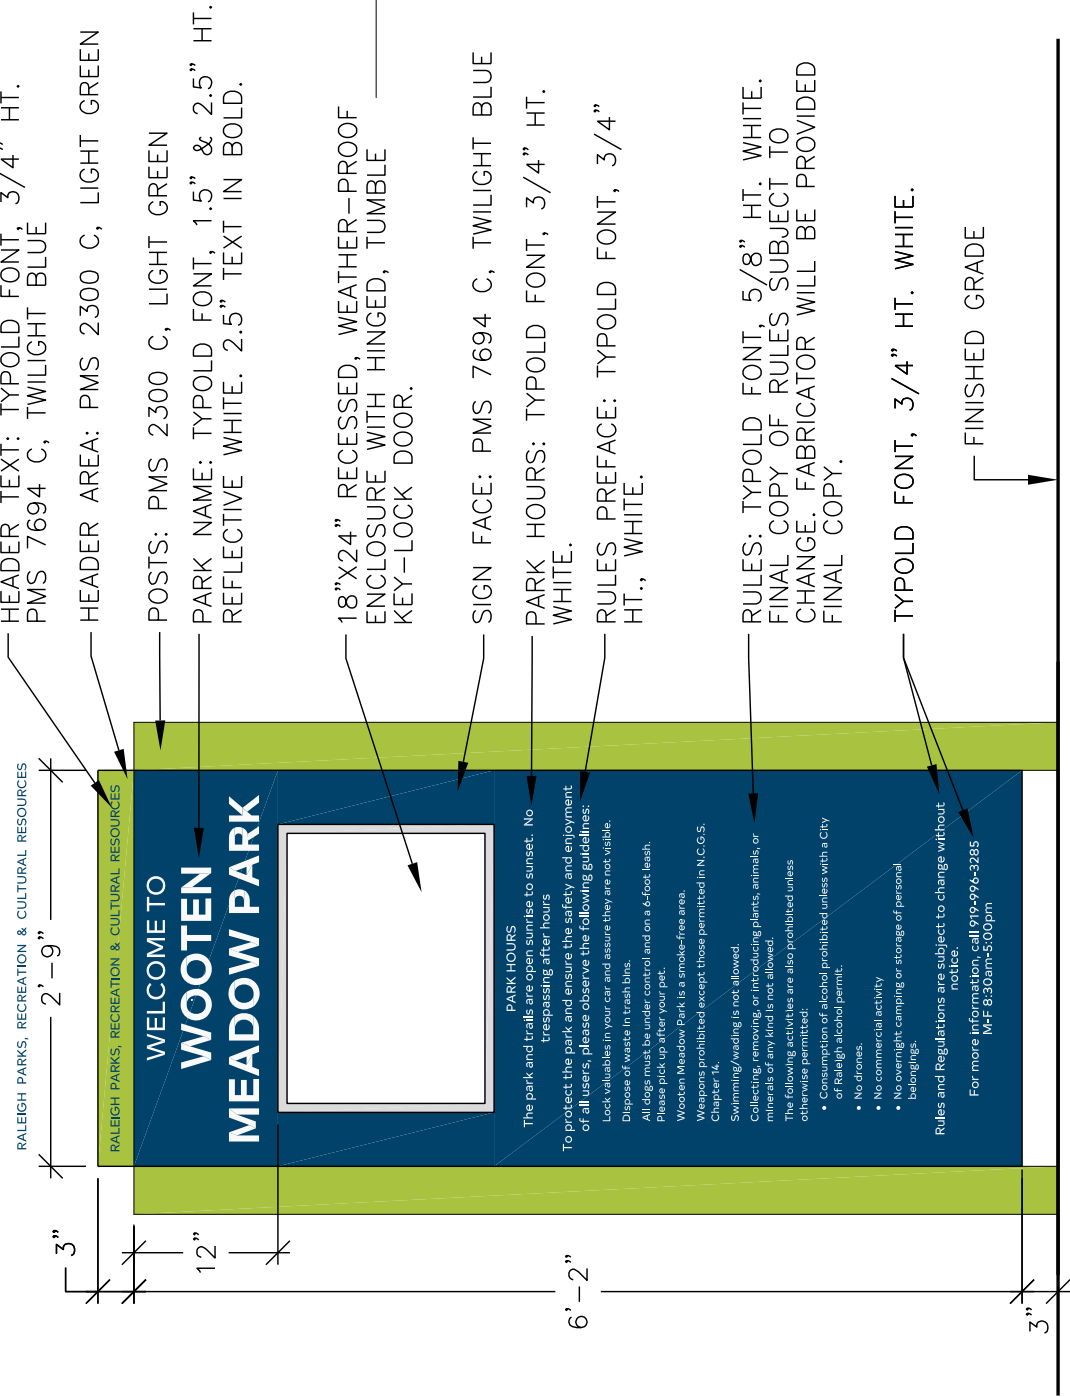 RALEIGH PARKS, RECREATION & CULTURAL RESOURCES
2'-9"
3"
12"
6'-2"
3"
RALEIGH PARKS, RECREATION & CULTURAL RESOURCES
WELCOME TO
WOOTEN
MEADOW PARK
PARK HOURS
The park and trails are open sunrise to sunset. No
trespassing after hours
To protect the park and ensure the safety and enjoyment
of all users, please observe the following guidelines:
Lock valuables in your car and assure they are not visible.
Dispose of waste in trash bins.
All dogs must be under control and on a 6-foot leash.
Please pick up after your pet.
Wooten Meadow Park is a smoke-free area.
Weapons prohibited except those permitted in N.C.G.S.
Chapter 14.
Swimming/wading is not allowed.
Collecting, removing, or introducing plants, animals, or
minerals of any kind is not allowed.
The following activities are also prohibited unless
otherwise permitted:
• Consumption of alcohol prohibited unless with a City
of Raleigh alcohol permit.
• No drones.
• No commercial activity
• No overnight camping or storage of personal
belongings.
Rules and Regulations are subject to change without
notice.
For more information, call 919-996-3285
M-F 8:30am-5:00pm
HEADER TEXT: TYPOLD FONT, 3/4" HT.
PMS 7694 C, TWILIGHT BLUE
HEADER AREA: PMS 2300 C, LIGHT GREEN
POSTS: PMS 2300 C, LIGHT GREEN
PARK NAME: TYPOLD FONT, 1.5" & 2.5" HT.
REFLECTIVE WHITE. 2.5" TEXT IN BOLD.
18"X24" RECESSED, WEATHER-PROOF
ENCLOSURE WITH HINGED, TUMBLE
KEY-LOCK DOOR.
SIGN FACE: PMS 7694 C, TWILIGHT BLUE
PARK HOURS: TYPOLD FONT, 3/4" HT.
WHITE.
RULES PREFACE: TYPOLD FONT, 3/4"
HT., WHITE.
RULES: TYPOLD FONT, 5/8" HT. WHITE.
FINAL COPY OF RULES SUBJECT TO
CHANGE. FABRICATOR WILL BE PROVIDED
FINAL COPY.
TYPOLD FONT, 3/4" HT. WHITE.
FINISHED GRADE